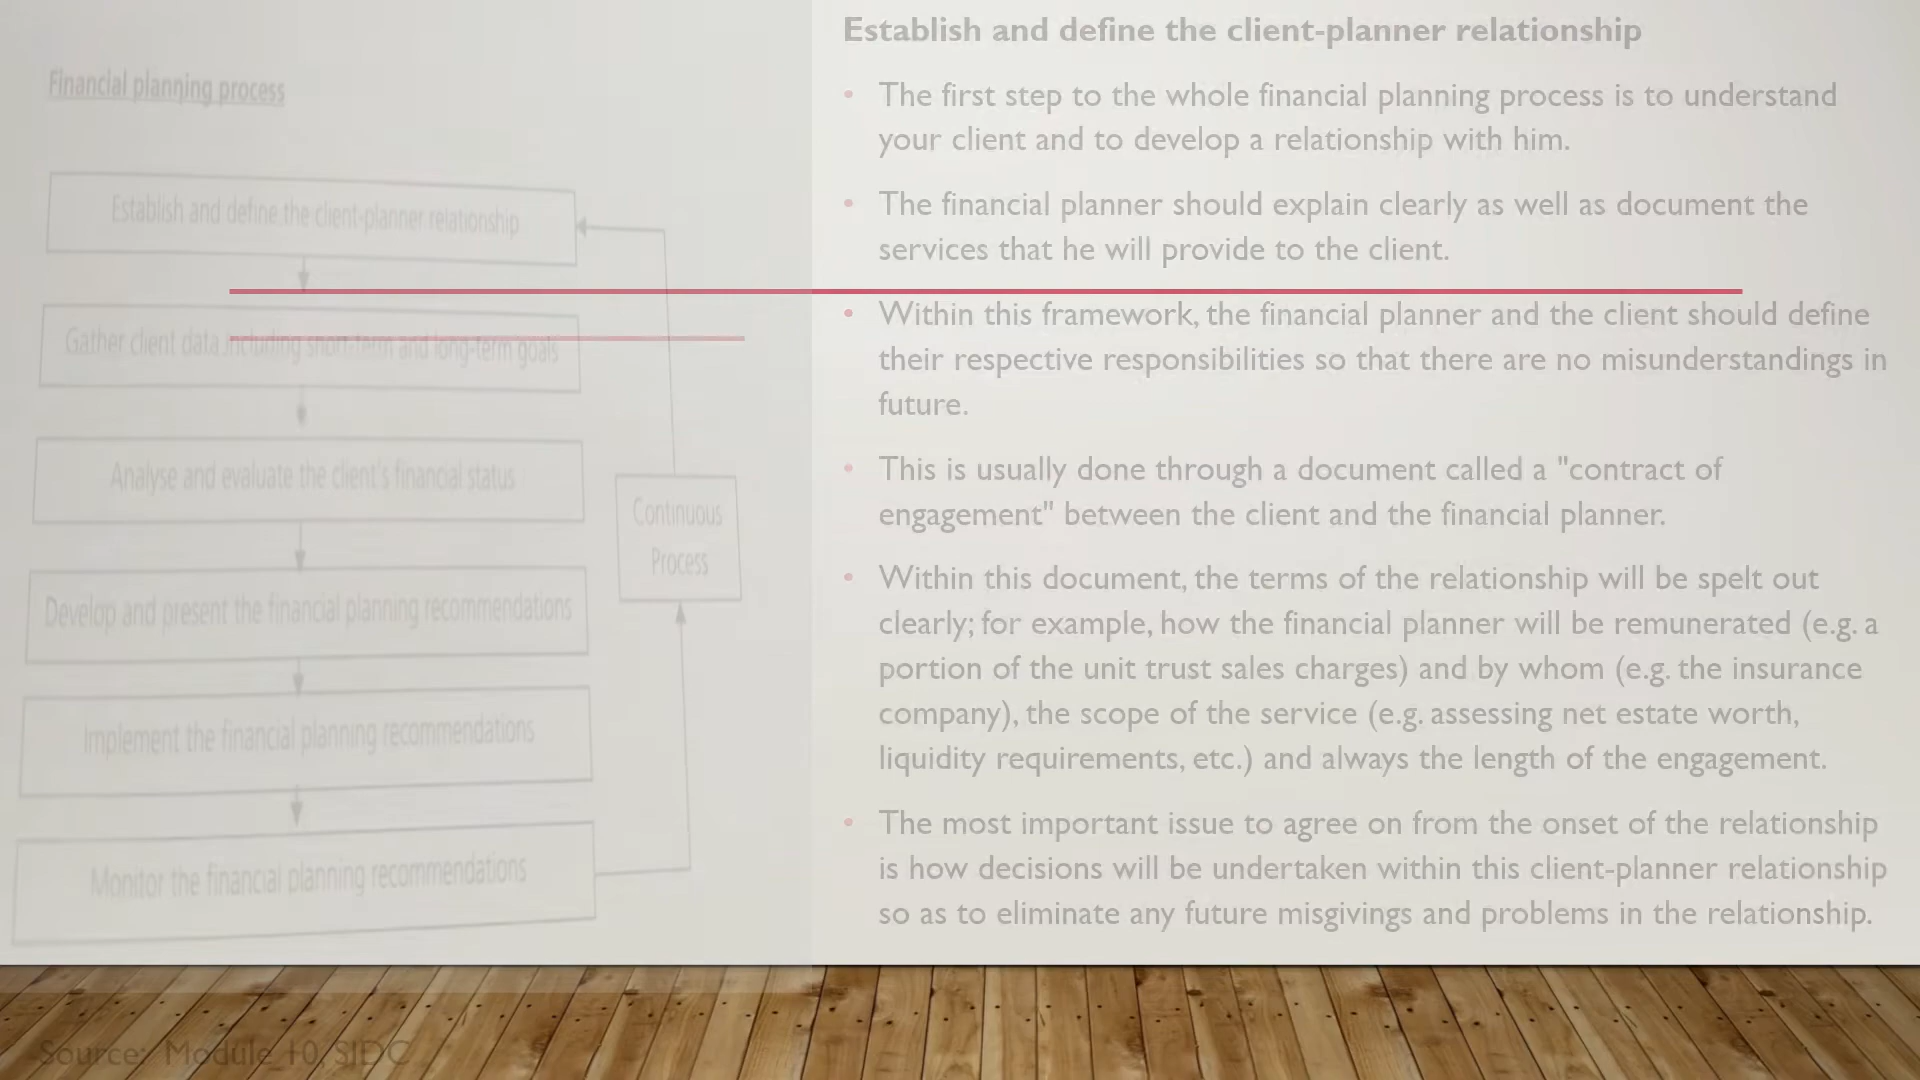 Financial planning process
Establish and define the client-planner relationship
Gather client data including short-term and long-term goals
Analyse and evaluate the client's financial status
Develop and present the financial planning recommendations
Implement the financial planning recommendations
Monitor the financial planning recommendations
Continuous
Process
Source: Module 10, SIDC
Establish and define the client-planner relationship
• The first step to the whole financial planning process is to understand
your client and to develop a relationship with him.
• The financial planner should explain clearly as well as document the
services that he will provide to the client.
• Within this framework, the financial planner and the client should define
their respective responsibilities so that there are no misunderstandings in
future.
• This is usually done through a document called a "contract of
engagement" between the client and the financial planner.
• Within this document, the terms of the relationship will be spelt out
clearly; for example, how the financial planner will be remunerated (e.g. a
portion of the unit trust sales charges) and by whom (e.g. the insurance
company), the scope of the service (e.g. assessing net estate worth,
liquidity requirements, etc.) and always the length of the engagement.
• The most important issue to agree on from the onset of the relationship
is how decisions will be undertaken within this client-planner relationship
so as to eliminate any future misgivings and problems in the relationship.